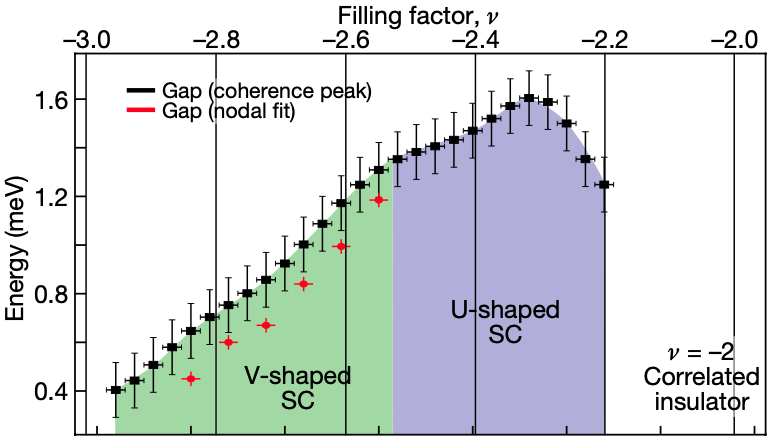 Filling factor, ν
−3.0 −2.8 −2.6 −2.4 −2.2 −2.0
Gap (coherence peak)
Gap (nodal fit)
1.6
1.2
0.8
0.4
Energy (meV)
V-shaped
SC
U-shaped
SC
ν = −2
Correlated
insulator